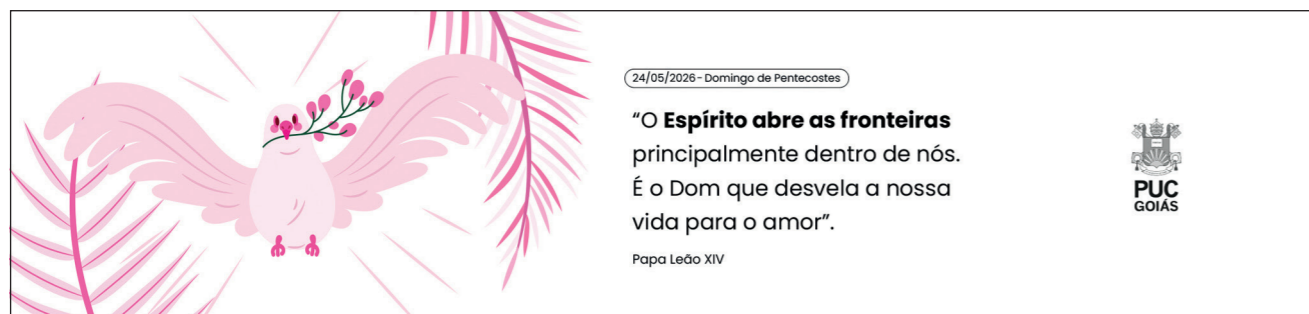 24/05/2026 - Domingo de Pentecostes
“O Espírito abre as fronteiras
principalmente dentro de nós.
É o Dom que desvela a nossa
vida para o amor”.
Papa Leão XIV
PUC
GOIÁS